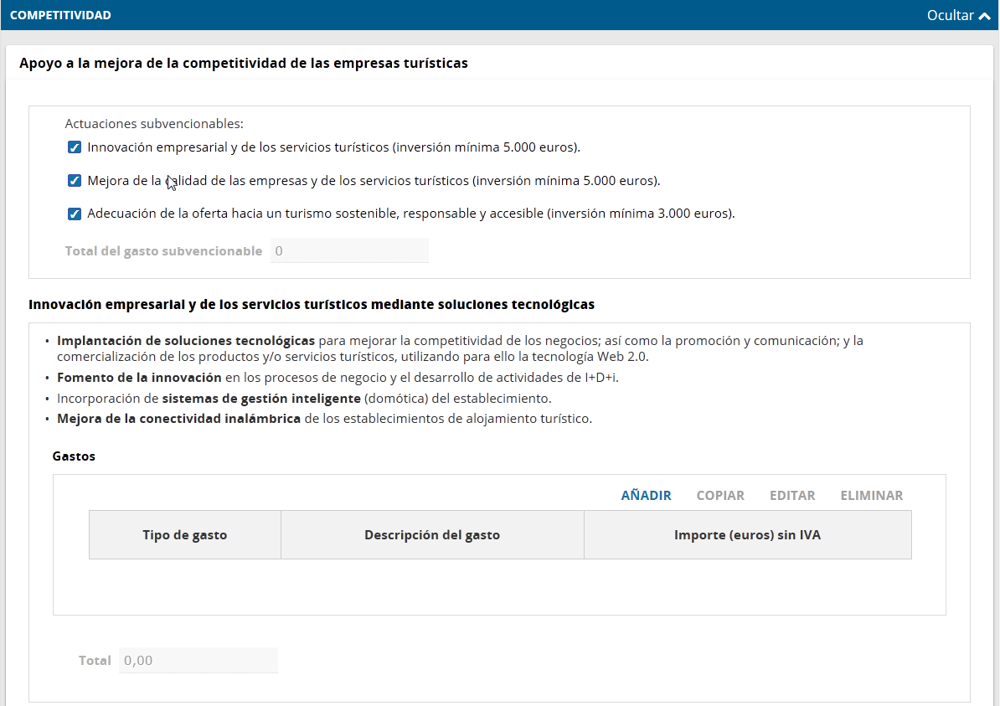 COMPETITIVIDAD
Ocultar
Apoyo a la mejora de la competitividad de las empresas turísticas
Actuaciones subvencionables:
Innovación empresarial y de los servicios turísticos (inversión mínima 5.000 euros).
Mejora de la calidad de las empresas y de los servicios turísticos (inversión mínima 5.000 euros).
Adecuación de la oferta hacia un turismo sostenible, responsable y accesible (inversión mínima 3.000 euros).
Total del gasto subvencionable 0
Innovación empresarial y de los servicios turísticos mediante soluciones tecnológicas
• Implantación de soluciones tecnológicas para mejorar la competitividad de los negocios; así como la promoción y comunicación; y la
comercialización de los productos y/o servicios turísticos, utilizando para ello la tecnología Web 2.0.
• Fomento de la innovación en los procesos de negocio y el desarrollo de actividades de I+D+i.
• Incorporación de sistemas de gestión inteligente (domótica) del establecimiento.
• Mejora de la conectividad inalámbrica de los establecimientos de alojamiento turístico.
Gastos
AÑADIR COPIAR EDITAR ELIMINAR
Tipo de gasto Descripción del gasto Importe (euros) sin IVA
Total 0,00